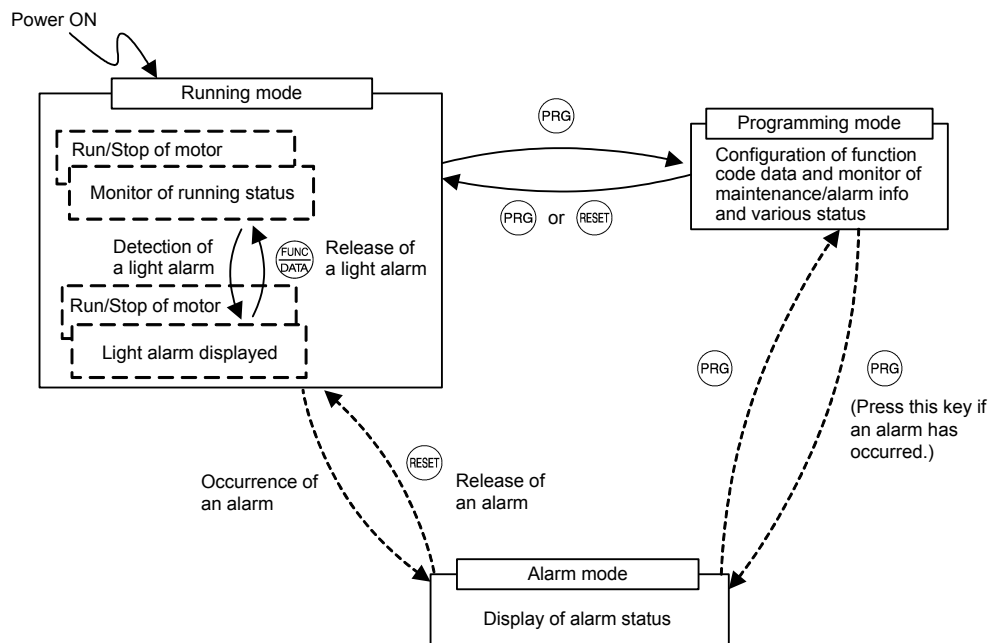 Power ON
Running mode
Run/Stop of motor
Monitor of running status
Detection of
a light alarm
FUNC
DATA
Release of
a light alarm
Run/Stop of motor
Light alarm displayed
PRG
PRG or RESET
Programming mode
Configuration of function
code data and monitor of
maintenance/alarm info
and various status
Occurrence of
an alarm
RESET
Release of
an alarm
PRG
PRG
(Press this key if
an alarm has
occurred.)
Alarm mode
Display of alarm status